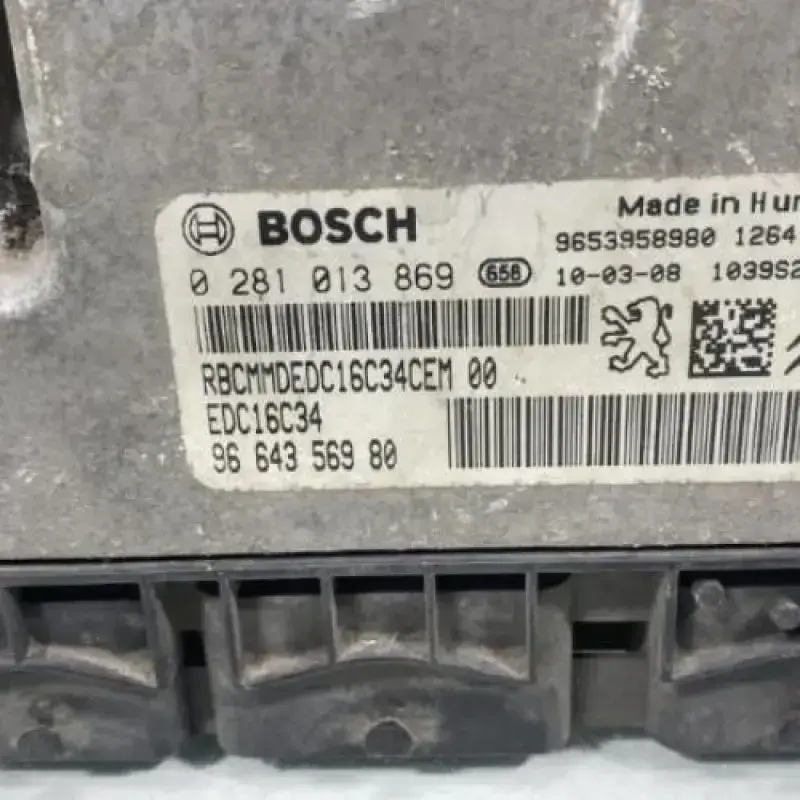 BOSCH
Made in Hun
9653958980 1264
0 281 013 869 656 10-03-08 1039S2
RBCMMDEDC16C34CEM 00
EDC16C34
96 643 569 80